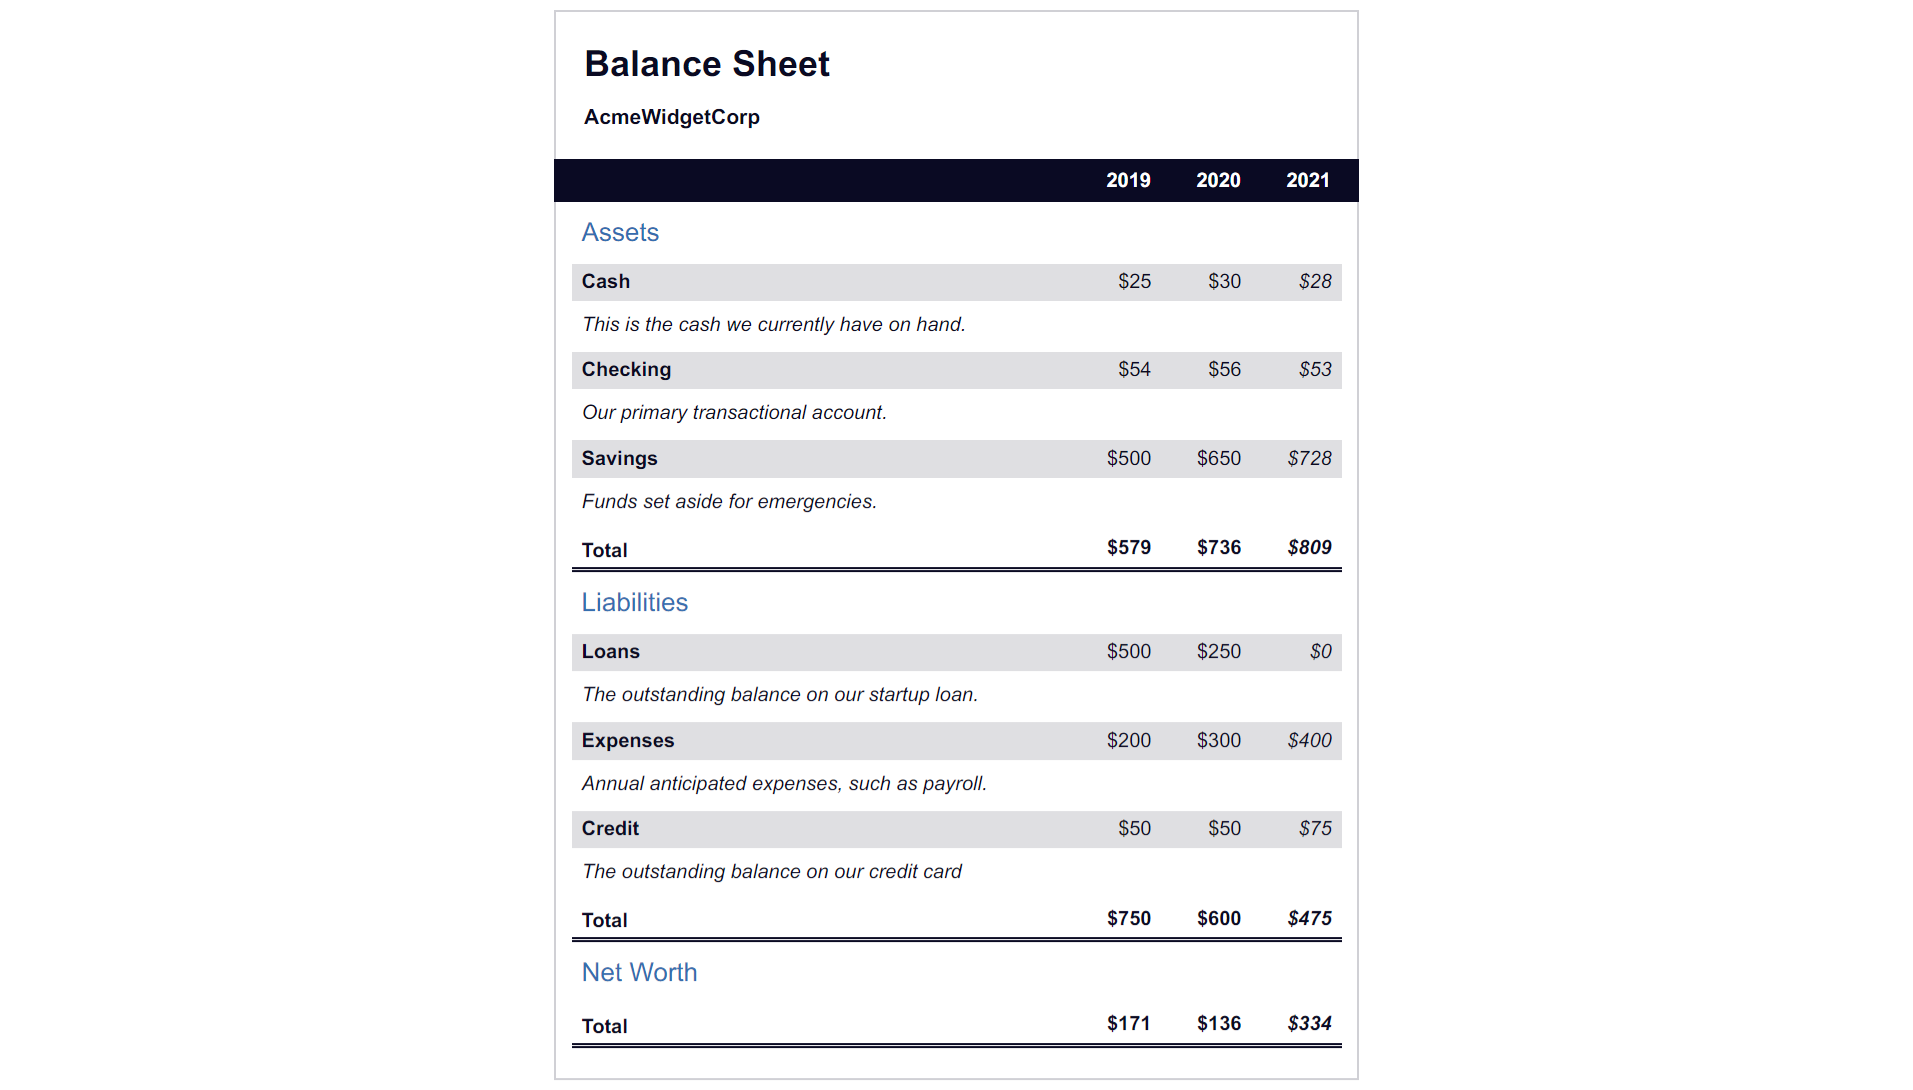 Balance Sheet
AcmeWidgetCorp
2019 2020 2021
Assets
Cash $25 $30 $28
This is the cash we currently have on hand.
Checking $54 $56 $53
Our primary transactional account.
Savings $500 $650 $728
Funds set aside for emergencies.
Total $579 $736 $809
Liabilities
Loans $500 $250 $0
The outstanding balance on our startup loan.
Expenses $200 $300 $400
Annual anticipated expenses, such as payroll.
Credit $50 $50 $75
The outstanding balance on our credit card
Total $750 $600 $475
Net Worth
Total $171 $136 $334